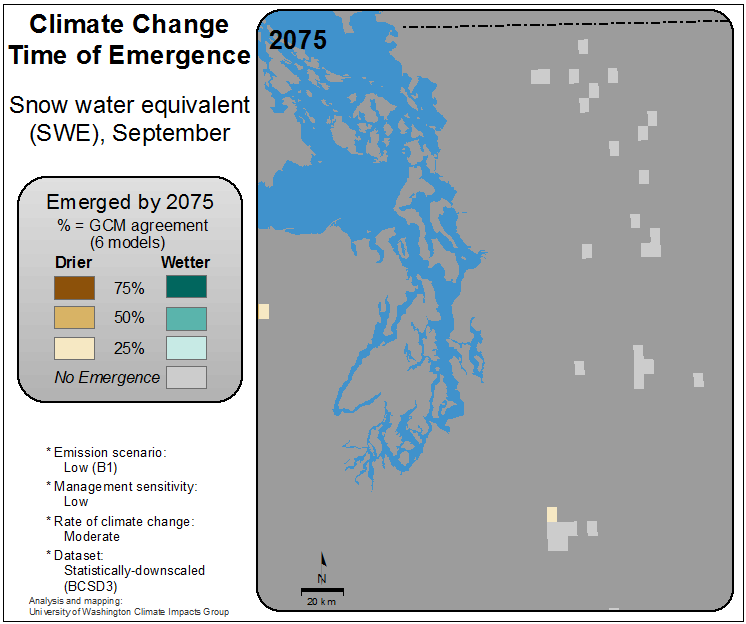 Climate Change
Time of Emergence
Snow water equivalent
(SWE), September
Emerged by 2075
% = GCM agreement
(6 models)
Drier Wetter
75%
50%
25%
No Emergence
* Emission scenario:
Low (B1)
* Management sensitivity:
Low
* Rate of climate change:
Moderate
* Dataset:
Statistically-downscaled
(BCSD3)
Analysis and mapping:
University of Washington Climate Impacts Group
2075
N
20 km